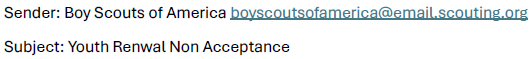 Sender: Boy Scouts of America boyscoutsofamerica@email.scouting.org
Subject: Youth Renwal Non Acceptance